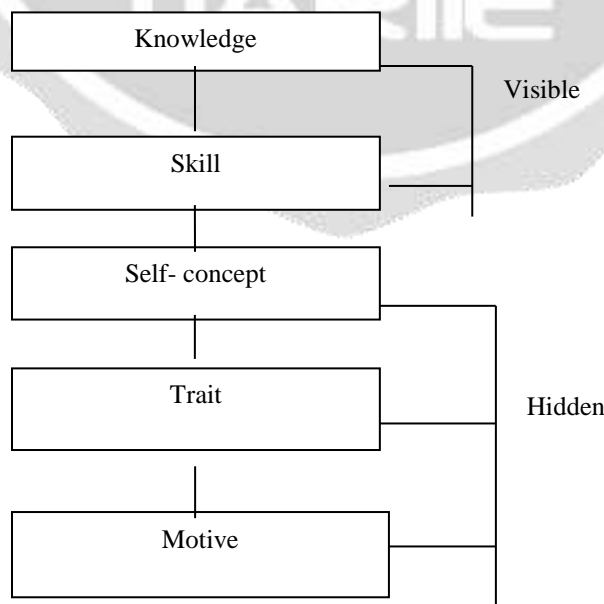 Knowledge
Visible
Skill
Self- concept
Trait
Hidden
Motive